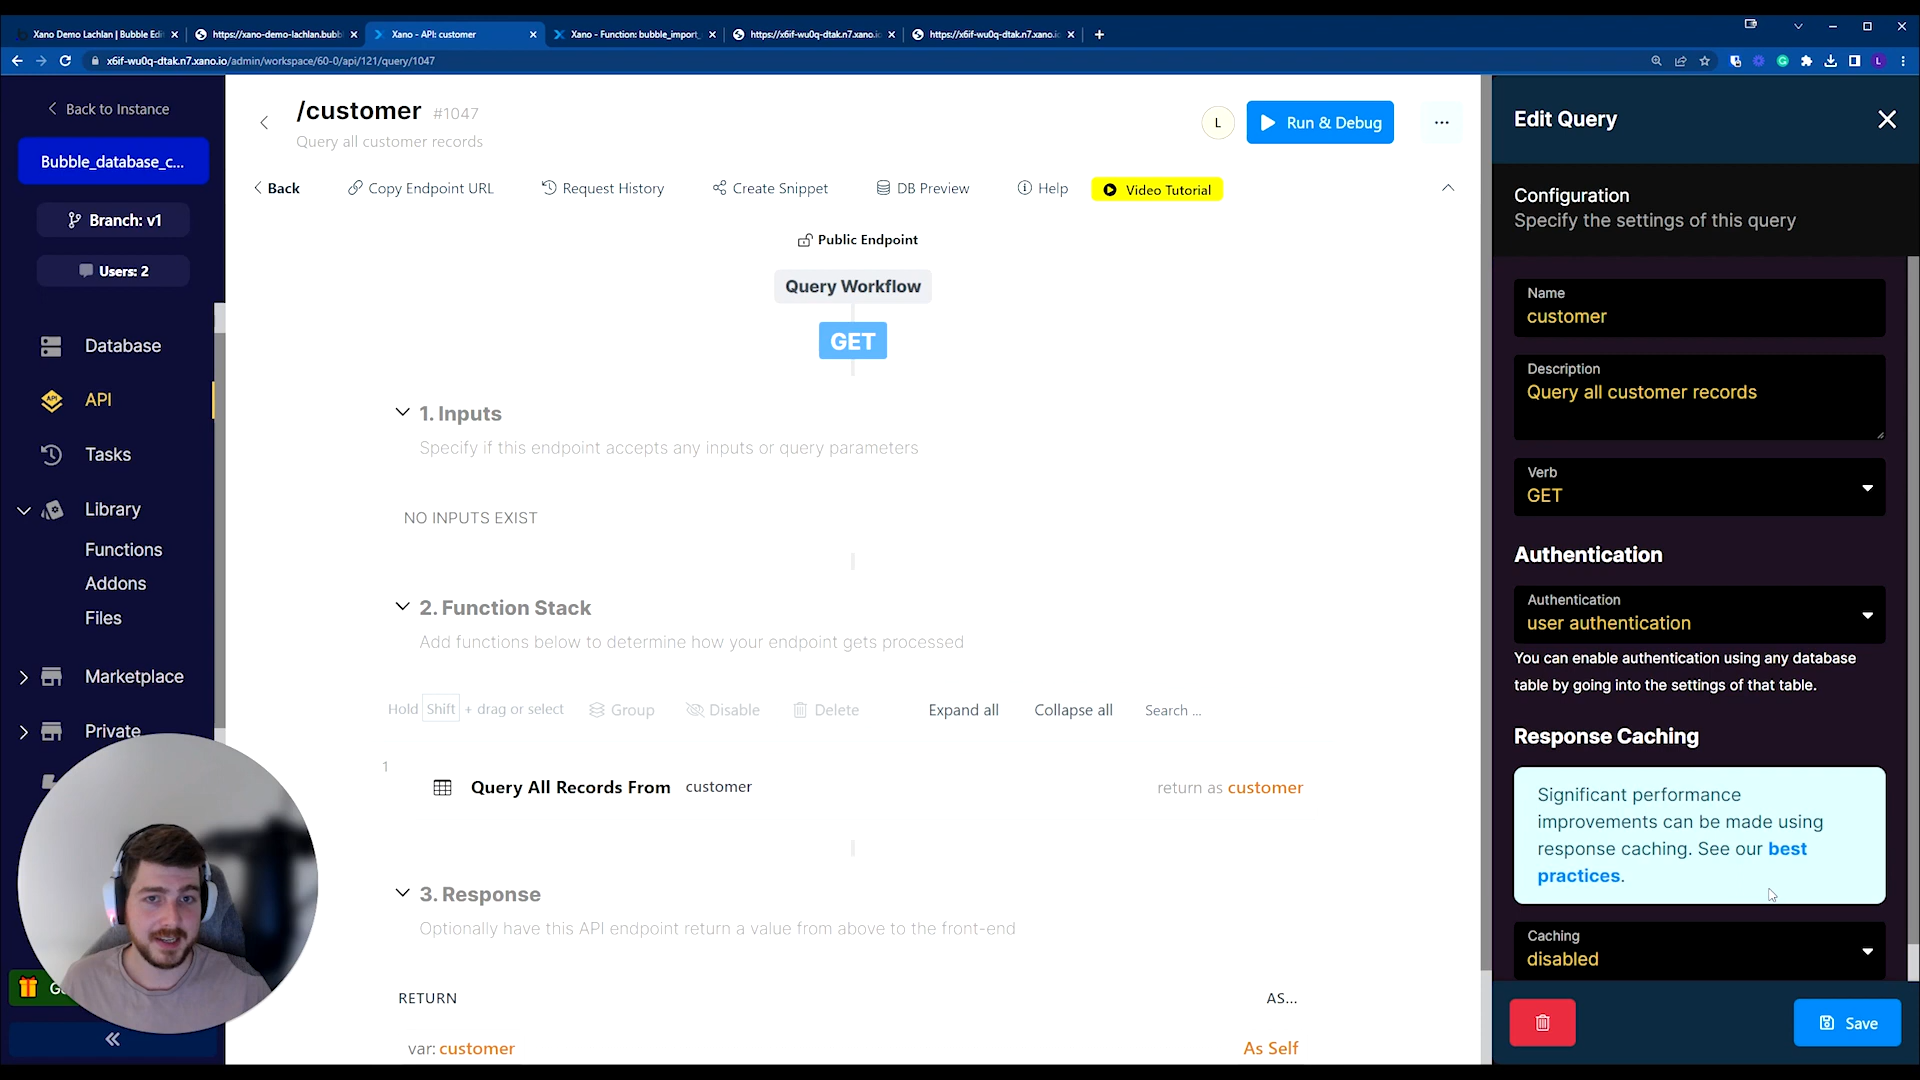 Xano Demo Lachlan | Bubble Edi
https://xano-demo-lachlan.bubbl
Xano - API: customer
Xano - Function: bubble_import_
https://x6if-wu0q-dtak.n7.xano.io
https://x6if-wu0q-dtak.n7.xano.io
x6if-wu0q-dtak.n7.xano.io/admin/workspace/60-0/api/121/query/1047
Back to Instance
Bubble_database_c...
Branch: v1
Users: 2
Database
API
Tasks
Library
Functions
Addons
Files
Marketplace
Private
/customer #1047
Query all customer records
L
Run & Debug
...
Back
Copy Endpoint URL
Request History
Create Snippet
DB Preview
Help
Video Tutorial
Public Endpoint
Query Workflow
GET
1. Inputs
Specify if this endpoint accepts any inputs or query parameters
NO INPUTS EXIST
2. Function Stack
Add functions below to determine how your endpoint gets processed
Hold Shift + drag or select
Group
Disable
Delete
Expand all
Collapse all
Search ...
1
Query All Records From customer
return as customer
3. Response
Optionally have this API endpoint return a value from above to the front-end
RETURN
AS...
var: customer
As Self
Edit Query
Configuration
Specify the settings of this query
Name
customer
Description
Query all customer records
Verb
GET
Authentication
Authentication
user authentication
You can enable authentication using any database
table by going into the settings of that table.
Response Caching
Significant performance
improvements can be made using
response caching. See our best
practices.
Caching
disabled
Save